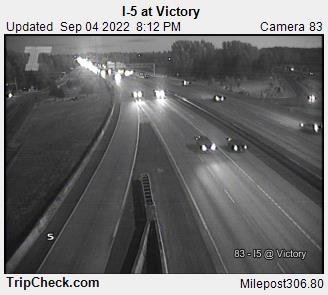 I-5 at Victory
Updated Sep 04 2022 8:12 PM Camera 83
T
S
83 - I5 @ Victory
TripCheck.com Milepost306.80